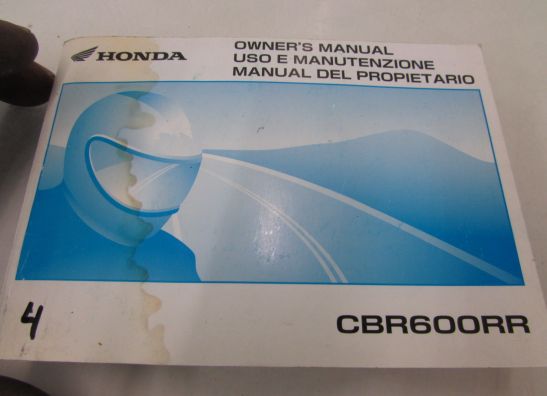 HONDA
OWNER'S MANUAL
USO E MANUTENZIONE
MANUAL DEL PROPIETARIO
4
CBR600RR